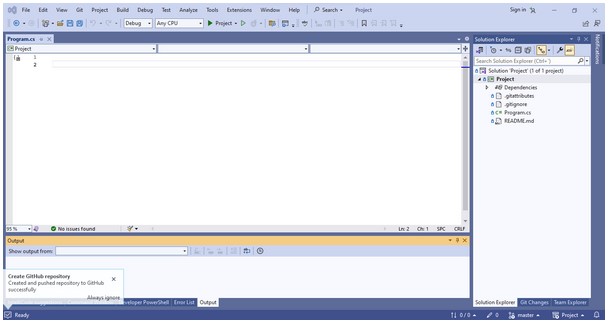 File Edit View Git Project Build Debug Test Analyze Tools Extensions Window Help Search Project Sign in
Debug Any CPU Project
Program.cs
Project
1
2
No issues found
Ln: 2 Ch: 1 SPC CRLF
Output
Show output from:
Create GitHub repository
Created and pushed repository to GitHub
successfully
Always ignore
Developer PowerShell Error List Output
Solution Explorer
Search Solution Explorer (Ctrl+;)
Solution 'Project' (1 of 1 project)
Project
Dependencies
.gitattributes
.gitignore
C# Program.cs
README.md
Solution Explorer Git Changes Team Explorer
Notifications
Ready
0 / 0 0 master Project